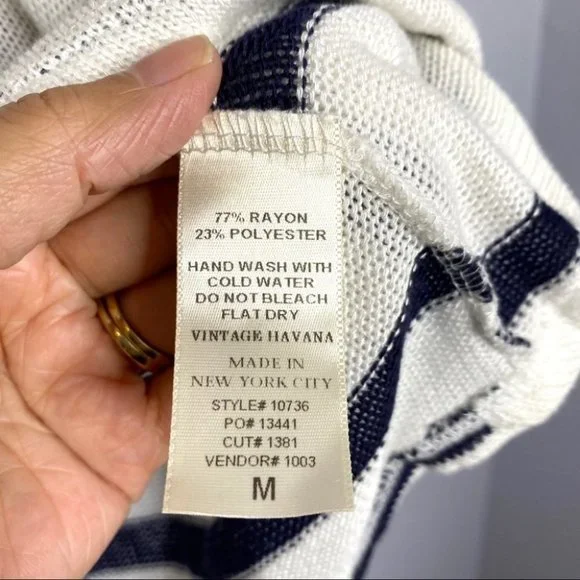 77% RAYON
23% POLYESTER
HAND WASH WITH
COLD WATER
DO NOT BLEACH
FLAT DRY
VINTAGE HAVANA
MADE IN
NEW YORK CITY
STYLE# 10736
PO# 13441
CUT# 1381
VENDOR# 1003
M